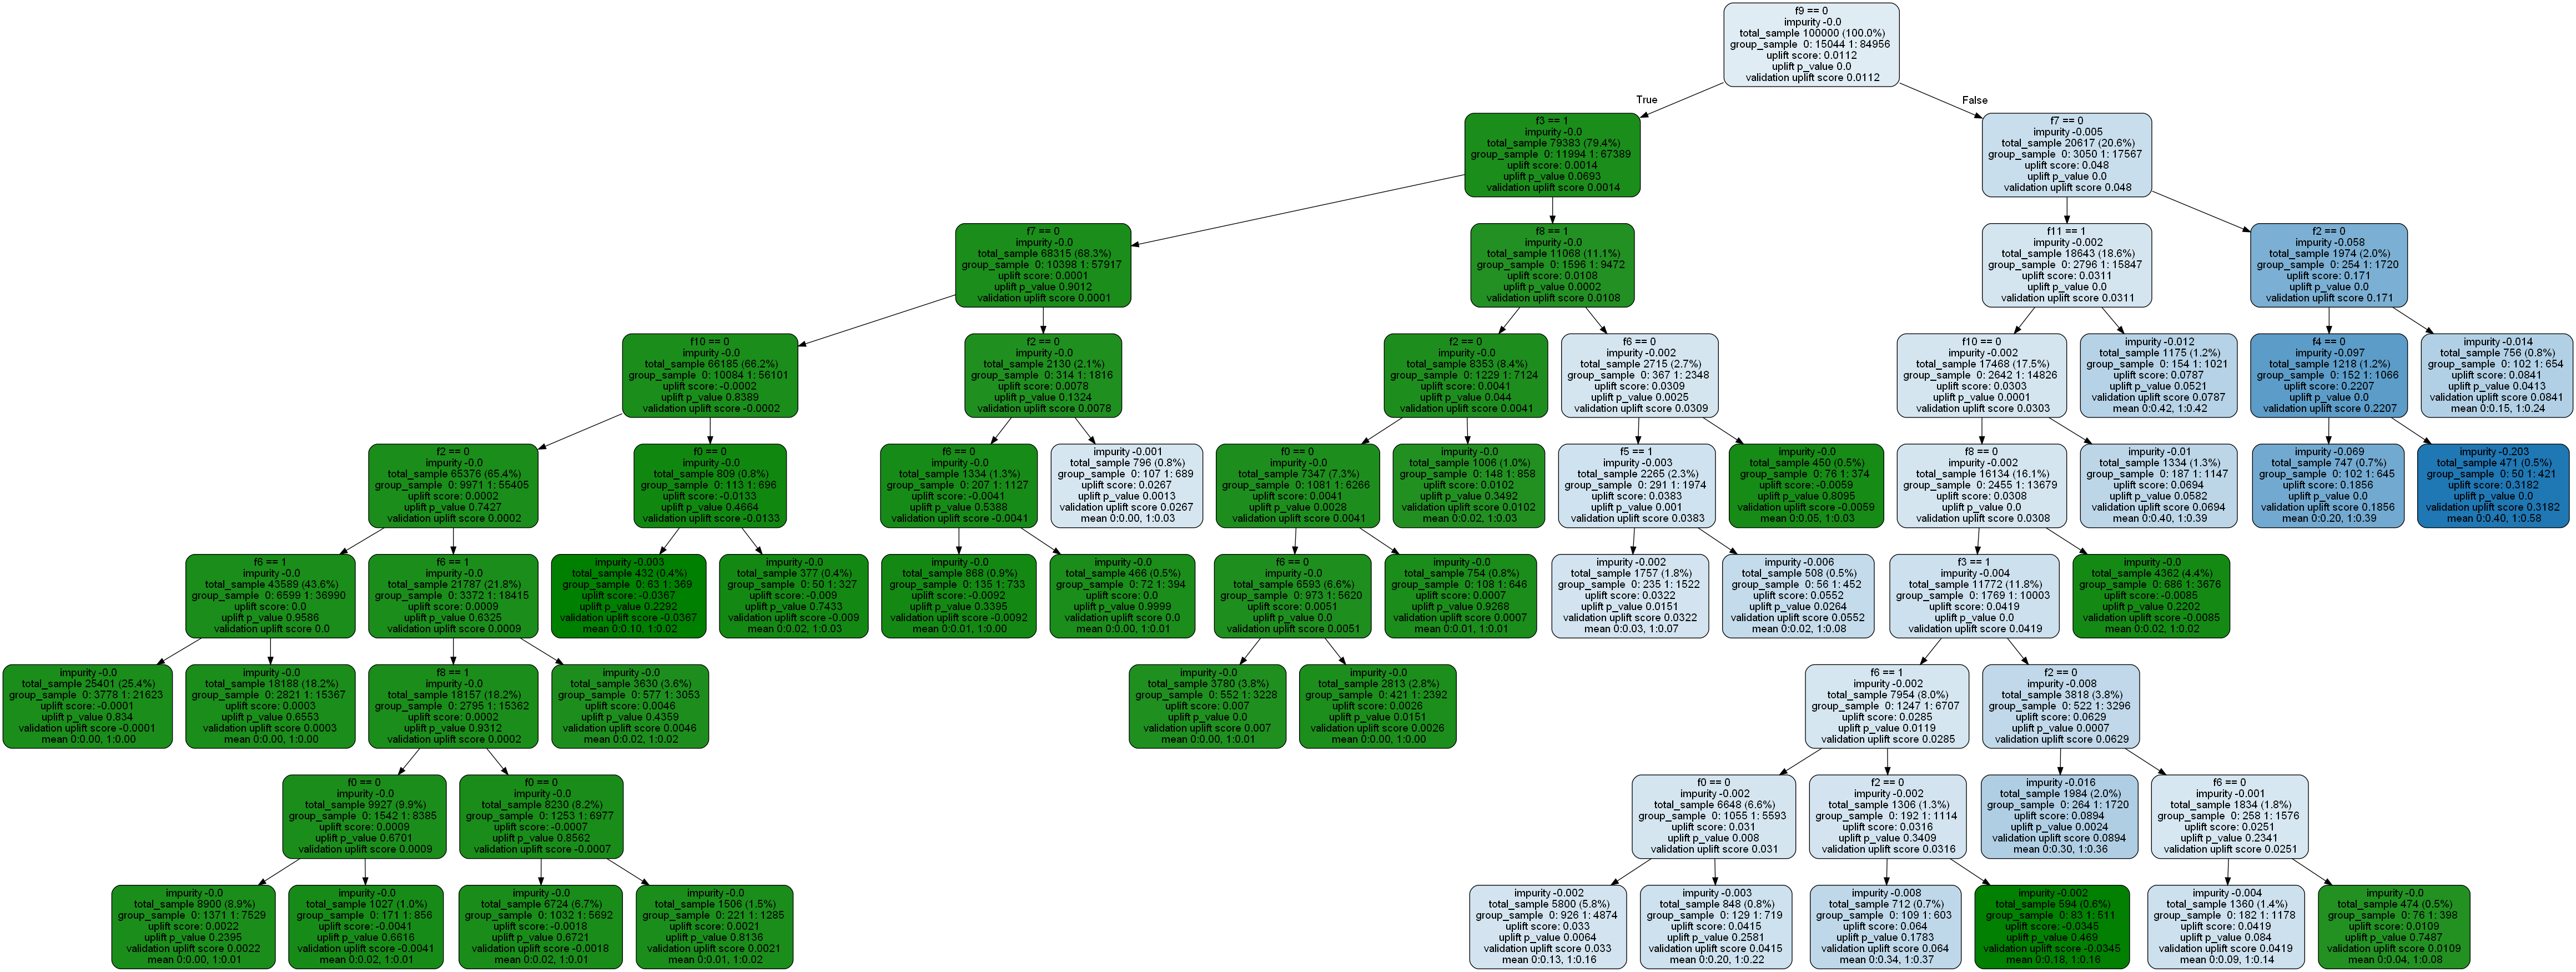 f9 == 0
impurity -0.0
total_sample 100000 (100.0%)
group_sample 0: 15044 1: 84956
uplift score: 0.0112
uplift p_value 0.0
validation uplift score 0.0112
True
False
f3 == 1
impurity -0.0
total_sample 79383 (79.4%)
group_sample 0: 11994 1: 67389
uplift score: 0.0014
uplift p_value 0.0693
validation uplift score 0.0014
f7 == 0
impurity -0.005
total_sample 20617 (20.6%)
group_sample 0: 3050 1: 17567
uplift score: 0.048
uplift p_value 0.0
validation uplift score 0.048
f7 == 0
impurity -0.0
total_sample 68315 (68.3%)
group_sample 0: 10398 1: 57917
uplift score: 0.0001
uplift p_value 0.9012
validation uplift score 0.0001
f8 == 1
impurity -0.0
total_sample 11068 (11.1%)
group_sample 0: 1596 1: 9472
uplift score: 0.0108
uplift p_value 0.0002
validation uplift score 0.0108
f11 == 1
impurity -0.002
total_sample 18643 (18.6%)
group_sample 0: 2796 1: 15847
uplift score: 0.0311
uplift p_value 0.0
validation uplift score 0.0311
f2 == 0
impurity -0.058
total_sample 1974 (2.0%)
group_sample 0: 254 1: 1720
uplift score: 0.171
uplift p_value 0.0
validation uplift score 0.171
f10 == 0
impurity -0.0
total_sample 66185 (66.2%)
group_sample 0: 10084 1: 56101
uplift score: -0.0002
uplift p_value 0.8389
validation uplift score -0.0002
f2 == 0
impurity -0.0
total_sample 2130 (2.1%)
group_sample 0: 314 1: 1816
uplift score: 0.0078
uplift p_value 0.1324
validation uplift score 0.0078
f2 == 0
impurity -0.0
total_sample 8353 (8.4%)
group_sample 0: 1229 1: 7124
uplift score: 0.0041
uplift p_value 0.044
validation uplift score 0.0041
f6 == 0
impurity -0.002
total_sample 2715 (2.7%)
group_sample 0: 367 1: 2348
uplift score: 0.0309
uplift p_value 0.0025
validation uplift score 0.0309
f10 == 0
impurity -0.002
total_sample 17468 (17.5%)
group_sample 0: 2642 1: 14826
uplift score: 0.0303
uplift p_value 0.0001
validation uplift score 0.0303
impurity -0.012
total_sample 1175 (1.2%)
group_sample 0: 154 1: 1021
uplift score: 0.0787
uplift p_value 0.0521
validation uplift score 0.0787
mean 0:0.42, 1:0.42
f4 == 0
impurity -0.097
total_sample 1218 (1.2%)
group_sample 0: 152 1: 1066
uplift score: 0.2207
uplift p_value 0.0
validation uplift score 0.2207
impurity -0.014
total_sample 756 (0.8%)
group_sample 0: 102 1: 654
uplift score: 0.0841
uplift p_value 0.0413
validation uplift score 0.0841
mean 0:0.15, 1:0.24
f2 == 0
impurity -0.0
total_sample 65376 (65.4%)
group_sample 0: 9971 1: 55405
uplift score: 0.0002
uplift p_value 0.7427
validation uplift score 0.0002
f0 == 0
impurity -0.0
total_sample 809 (0.8%)
group_sample 0: 113 1: 696
uplift score: -0.0133
uplift p_value 0.4664
validation uplift score -0.0133
f6 == 0
impurity -0.0
total_sample 1334 (1.3%)
group_sample 0: 207 1: 1127
uplift score: -0.0041
uplift p_value 0.5388
validation uplift score -0.0041
impurity -0.001
total_sample 796 (0.8%)
group_sample 0: 107 1: 689
uplift score: 0.0267
uplift p_value 0.0013
validation uplift score 0.0267
mean 0:0.00, 1:0.03
f0 == 0
impurity -0.0
total_sample 7347 (7.3%)
group_sample 0: 1081 1: 6266
uplift score: 0.0041
uplift p_value 0.0028
validation uplift score 0.0041
impurity -0.0
total_sample 1006 (1.0%)
group_sample 0: 148 1: 858
uplift score: 0.0102
uplift p_value 0.3492
validation uplift score 0.0102
mean 0:0.02, 1:0.03
f5 == 1
impurity -0.003
total_sample 2265 (2.3%)
group_sample 0: 291 1: 1974
uplift score: 0.0383
uplift p_value 0.001
validation uplift score 0.0383
impurity -0.0
total_sample 450 (0.5%)
group_sample 0: 76 1: 374
uplift score: -0.0059
uplift p_value 0.8095
validation uplift score -0.0059
mean 0:0.05, 1:0.03
f8 == 0
impurity -0.002
total_sample 16134 (16.1%)
group_sample 0: 2455 1: 13679
uplift score: 0.0308
uplift p_value 0.0
validation uplift score 0.0308
impurity -0.01
total_sample 1334 (1.3%)
group_sample 0: 187 1: 1147
uplift score: 0.0694
uplift p_value 0.0582
validation uplift score 0.0694
mean 0:0.40, 1:0.39
impurity -0.069
total_sample 747 (0.7%)
group_sample 0: 102 1: 645
uplift score: 0.1856
uplift p_value 0.0
validation uplift score 0.1856
mean 0:0.20, 1:0.39
impurity -0.203
total_sample 471 (0.5%)
group_sample 0: 50 1: 421
uplift score: 0.3182
uplift p_value 0.0
validation uplift score 0.3182
mean 0:0.40, 1:0.58
f6 == 1
impurity -0.0
total_sample 43589 (43.6%)
group_sample 0: 6599 1: 36990
uplift score: 0.0
uplift p_value 0.9586
validation uplift score 0.0
f6 == 1
impurity -0.0
total_sample 21787 (21.8%)
group_sample 0: 3372 1: 18415
uplift score: 0.0009
uplift p_value 0.6325
validation uplift score 0.0009
impurity -0.003
total_sample 432 (0.4%)
group_sample 0: 63 1: 369
uplift score: -0.0367
uplift p_value 0.2292
validation uplift score -0.0367
mean 0:0.10, 1:0.02
impurity -0.0
total_sample 377 (0.4%)
group_sample 0: 50 1: 327
uplift score: -0.009
uplift p_value 0.7433
validation uplift score -0.009
mean 0:0.02, 1:0.03
impurity -0.0
total_sample 868 (0.9%)
group_sample 0: 135 1: 733
uplift score: -0.0092
uplift p_value 0.3395
validation uplift score -0.0092
mean 0:0.01, 1:0.00
impurity -0.0
total_sample 466 (0.5%)
group_sample 0: 72 1: 394
uplift score: 0.0
uplift p_value 0.9999
validation uplift score 0.0
mean 0:0.00, 1:0.01
f6 == 0
impurity -0.0
total_sample 6593 (6.6%)
group_sample 0: 973 1: 5620
uplift score: 0.0051
uplift p_value 0.0
validation uplift score 0.0051
impurity -0.0
total_sample 754 (0.8%)
group_sample 0: 108 1: 646
uplift score: 0.0007
uplift p_value 0.9268
validation uplift score 0.0007
mean 0:0.01, 1:0.01
impurity -0.002
total_sample 1757 (1.8%)
group_sample 0: 235 1: 1522
uplift score: 0.0322
uplift p_value 0.0151
validation uplift score 0.0322
mean 0:0.03, 1:0.07
impurity -0.006
total_sample 508 (0.5%)
group_sample 0: 56 1: 452
uplift score: 0.0552
uplift p_value 0.0264
validation uplift score 0.0552
mean 0:0.02, 1:0.08
f3 == 1
impurity -0.004
total_sample 11772 (11.8%)
group_sample 0: 1769 1: 10003
uplift score: 0.0419
uplift p_value 0.0
validation uplift score 0.0419
impurity -0.0
total_sample 4362 (4.4%)
group_sample 0: 686 1: 3676
uplift score: -0.0085
uplift p_value 0.2202
validation uplift score -0.0085
mean 0:0.02, 1:0.02
impurity -0.0
total_sample 25401 (25.4%)
group_sample 0: 3778 1: 21623
uplift score: -0.0001
uplift p_value 0.834
validation uplift score -0.0001
mean 0:0.00, 1:0.00
impurity -0.0
total_sample 18188 (18.2%)
group_sample 0: 2821 1: 15367
uplift score: 0.0003
uplift p_value 0.6553
validation uplift score 0.0003
mean 0:0.00, 1:0.00
f8 == 1
impurity -0.0
total_sample 18157 (18.2%)
group_sample 0: 2795 1: 15362
uplift score: 0.0002
uplift p_value 0.9312
validation uplift score 0.0002
impurity -0.0
total_sample 3630 (3.6%)
group_sample 0: 577 1: 3053
uplift score: 0.0046
uplift p_value 0.4359
validation uplift score 0.0046
mean 0:0.02, 1:0.02
impurity -0.0
total_sample 3780 (3.8%)
group_sample 0: 552 1: 3228
uplift score: 0.007
uplift p_value 0.0
validation uplift score 0.007
mean 0:0.00, 1:0.01
impurity -0.0
total_sample 2813 (2.8%)
group_sample 0: 421 1: 2392
uplift score: 0.0026
uplift p_value 0.0151
validation uplift score 0.0026
mean 0:0.00, 1:0.00
f6 == 1
impurity -0.002
total_sample 7954 (8.0%)
group_sample 0: 1247 1: 6707
uplift score: 0.0285
uplift p_value 0.0119
validation uplift score 0.0285
f2 == 0
impurity -0.008
total_sample 3818 (3.8%)
group_sample 0: 522 1: 3296
uplift score: 0.0629
uplift p_value 0.0007
validation uplift score 0.0629
f0 == 0
impurity -0.0
total_sample 9927 (9.9%)
group_sample 0: 1542 1: 8385
uplift score: 0.0009
uplift p_value 0.6701
validation uplift score 0.0009
f0 == 0
impurity -0.0
total_sample 8230 (8.2%)
group_sample 0: 1253 1: 6977
uplift score: -0.0007
uplift p_value 0.8562
validation uplift score -0.0007
f0 == 0
impurity -0.002
total_sample 6648 (6.6%)
group_sample 0: 1055 1: 5593
uplift score: 0.031
uplift p_value 0.008
validation uplift score 0.031
f2 == 0
impurity -0.002
total_sample 1306 (1.3%)
group_sample 0: 192 1: 1114
uplift score: 0.0316
uplift p_value 0.3409
validation uplift score 0.0316
impurity -0.016
total_sample 1984 (2.0%)
group_sample 0: 264 1: 1720
uplift score: 0.0894
uplift p_value 0.0024
validation uplift score 0.0894
mean 0:0.30, 1:0.36
f6 == 0
impurity -0.001
total_sample 1834 (1.8%)
group_sample 0: 258 1: 1576
uplift score: 0.0251
uplift p_value 0.2341
validation uplift score 0.0251
impurity -0.0
total_sample 8900 (8.9%)
group_sample 0: 1371 1: 7529
uplift score: 0.0022
uplift p_value 0.2395
validation uplift score 0.0022
mean 0:0.00, 1:0.01
impurity -0.0
total_sample 1027 (1.0%)
group_sample 0: 171 1: 856
uplift score: -0.0041
uplift p_value 0.6616
validation uplift score -0.0041
mean 0:0.02, 1:0.01
impurity -0.0
total_sample 6724 (6.7%)
group_sample 0: 1032 1: 5692
uplift score: -0.0018
uplift p_value 0.6721
validation uplift score -0.0018
mean 0:0.02, 1:0.01
impurity -0.0
total_sample 1506 (1.5%)
group_sample 0: 221 1: 1285
uplift score: 0.0021
uplift p_value 0.8136
validation uplift score 0.0021
mean 0:0.01, 1:0.02
impurity -0.002
total_sample 5800 (5.8%)
group_sample 0: 926 1: 4874
uplift score: 0.033
uplift p_value 0.0064
validation uplift score 0.033
mean 0:0.13, 1:0.16
impurity -0.003
total_sample 848 (0.8%)
group_sample 0: 129 1: 719
uplift score: 0.0415
uplift p_value 0.2581
validation uplift score 0.0415
mean 0:0.20, 1:0.22
impurity -0.008
total_sample 712 (0.7%)
group_sample 0: 109 1: 603
uplift score: 0.064
uplift p_value 0.1783
validation uplift score 0.064
mean 0:0.34, 1:0.37
impurity -0.002
total_sample 594 (0.6%)
group_sample 0: 83 1: 511
uplift score: -0.0345
uplift p_value 0.469
validation uplift score -0.0345
mean 0:0.18, 1:0.16
impurity -0.004
total_sample 1360 (1.4%)
group_sample 0: 182 1: 1178
uplift score: 0.0419
uplift p_value 0.084
validation uplift score 0.0419
mean 0:0.09, 1:0.14
impurity -0.0
total_sample 474 (0.5%)
group_sample 0: 76 1: 398
uplift score: 0.0109
uplift p_value 0.7487
validation uplift score 0.0109
mean 0:0.04, 1:0.08